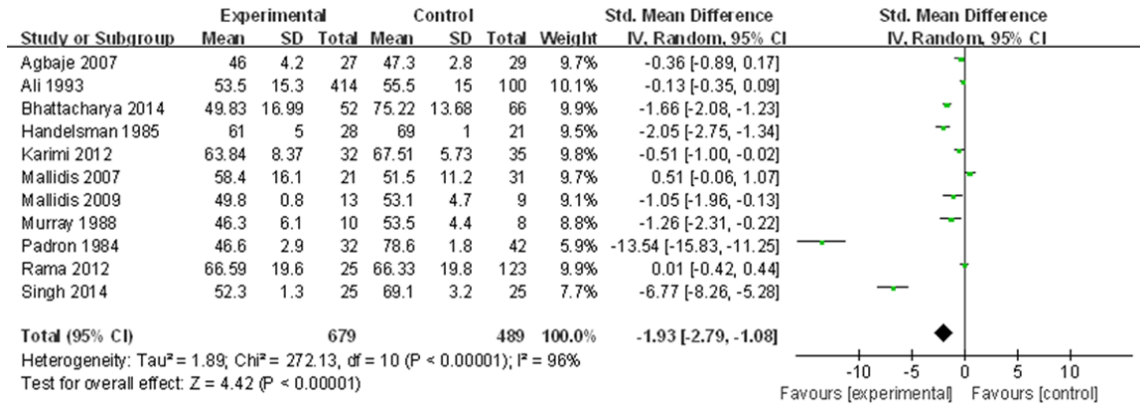 Experimental Control Std. Mean Difference Std. Mean Difference
Study or Subgroup Mean SD Total Mean SD Total Weight IV, Random, 95% CI IV, Random, 95% CI
Agbaje 2007 46 4.2 27 47.3 2.8 29 9.7% -0.36 [-0.89, 0.17]
Ali 1993 53.5 15.3 414 55.5 15 100 10.1% -0.13 [-0.35, 0.09]
Bhattacharya 2014 49.83 16.99 52 75.22 13.68 66 9.9% -1.66 [-2.08, -1.23]
Handelsman 1985 61 5 28 69 1 21 9.5% -2.05 [-2.75, -1.34]
Karimi 2012 63.84 8.37 32 67.51 5.73 35 9.8% -0.51 [-1.00, -0.02]
Mallidis 2007 58.4 16.1 21 51.5 11.2 31 9.7% 0.51 [-0.06, 1.07]
Mallidis 2009 49.8 0.8 13 53.1 4.7 9 9.1% -1.05 [-1.96, -0.13]
Murray 1988 46.3 6.1 10 53.5 4.4 8 8.8% -1.26 [-2.31, -0.22]
Padron 1984 46.6 2.9 32 78.6 1.8 42 5.9% -13.54 [-15.83, -11.25]
Rama 2012 66.59 19.6 25 66.33 19.8 123 9.9% 0.01 [-0.42, 0.44]
Singh 2014 52.3 1.3 25 69.1 3.2 25 7.7% -6.77 [-8.26, -5.28]
Total (95% CI) 679 489 100.0% -1.93 [-2.79, -1.08]
Heterogeneity: Tau² = 1.89; Chi² = 272.13, df = 10 (P < 0.00001); I² = 96%
Test for overall effect: Z = 4.42 (P < 0.00001)
-10 -5 0 5 10
Favours [experimental] Favours [control]